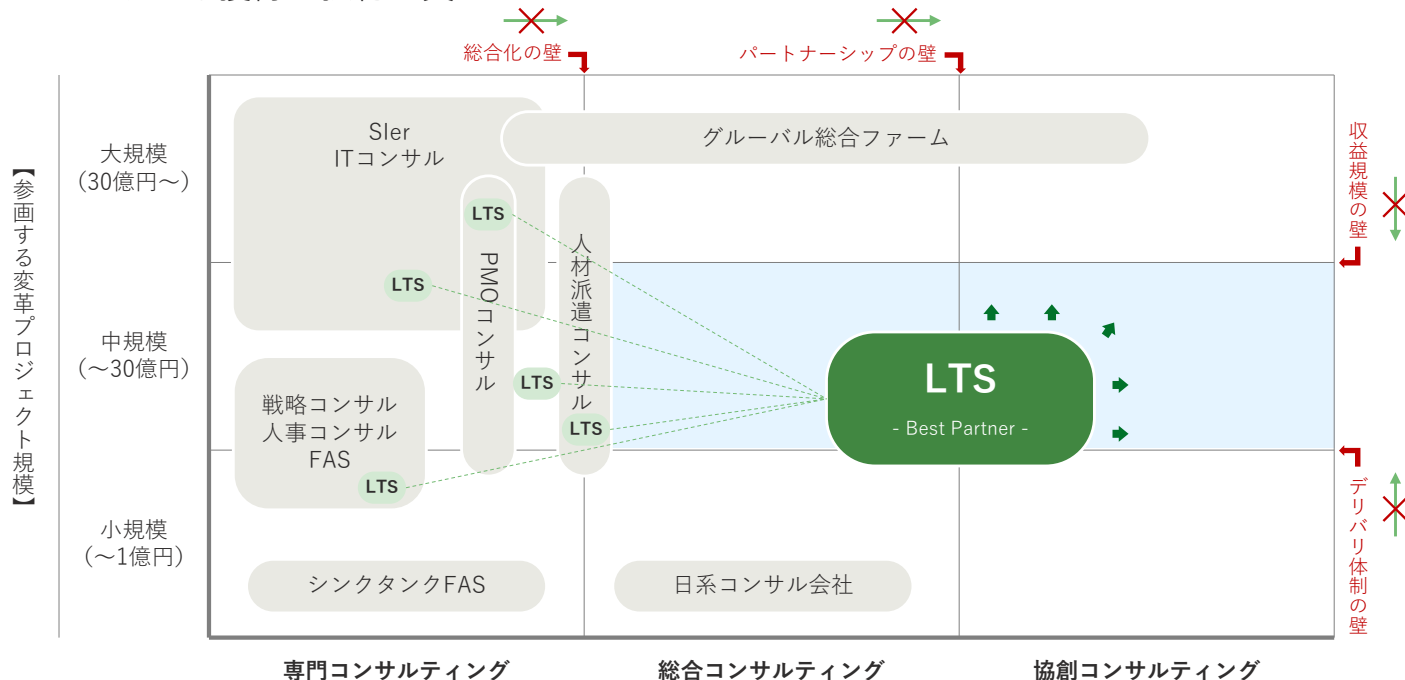 総合化の壁
パートナーシップの壁
【参画する変革プロジェクト規模】
大規模
（30億円～）
中規模
（～30億円）
小規模
（～1億円）
SIer
ITコンサル
グルーバル総合ファーム
LTS
PMOコンサル
人材派遣コンサル
LTS
LTS
LTS
戦略コンサル
人事コンサル
FAS
LTS
LTS
- Best Partner -
シンクタンクFAS
日系コンサル会社
収益規模の壁
デリバリ体制の壁
専門コンサルティング
総合コンサルティング
協創コンサルティング